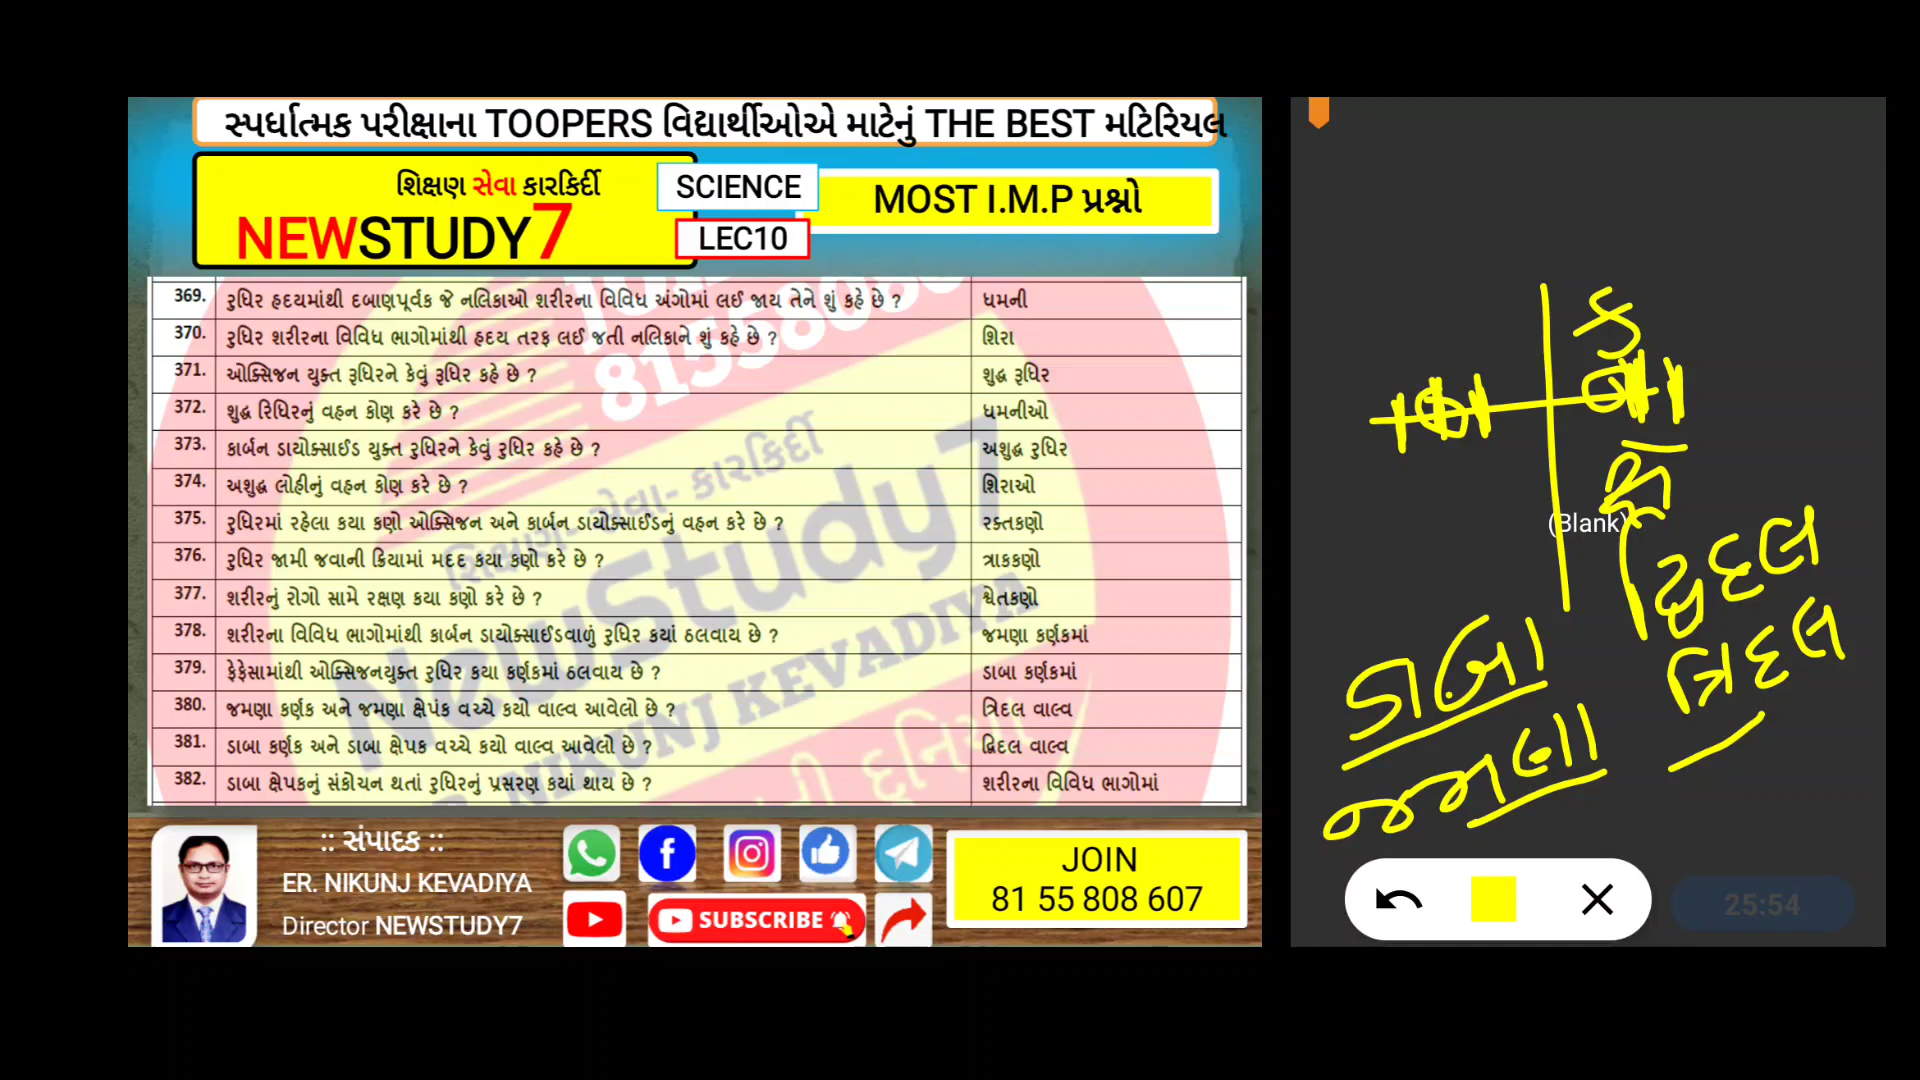 સ્પર્ધાત્મક પરીક્ષાના TOOPERS વિદ્યાર્થીઓએ માટેનું THE BEST મટિરિયલ
શિક્ષણ સેવા કારકિર્દી
NEWSTUDY7
SCIENCE
LEC10
MOST I.M.P પ્રશ્નો
369. રુધિર હ્રદયમાંથી દબાણપૂર્વક જે નલિકાઓ શરીરના વિવિધ અંગોમાં લઈ જાય તેને શું કહે છે ? ધમની
370. રુધિર શરીરના વિવિધ ભાગોમાંથી હ્રદય તરફ લઈ જતી નલિકાને શું કહે છે ? શિરા
371. ઓક્સિજન યુક્ત રૂધિરને કેવું રૂધિર કહે છે ? શુદ્ધ રૂધિર
372. શુદ્ધ રિધિરનું વહન કોણ કરે છે ? ધમનીઓ
373. કાર્બન ડાયોક્સાઈડ યુક્ત રુધિરને કેવું રુધિર કહે છે ? અશુદ્ધ રુધિર
374. અશુદ્ધ લોહીનું વહન કોણ કરે છે ? શિરાઓ
375. રુધિરમાં રહેલા કયા કણો ઓક્સિજન અને કાર્બન ડાયોક્સાઈડનું વહન કરે છે ? રક્તકણો
376. રુધિર જામી જવાની ક્રિયામાં મદદ કયા કણો કરે છે ? ત્રાકકણો
377. શરીરનું રોગો સામે રક્ષણ કયા કણો કરે છે ? શ્વેતકણો
378. શરીરના વિવિધ ભાગોમાંથી કાર્બન ડાયોક્સાઈડવાળું રુધિર કયાં ઠલવાય છે ? જમણા કર્ણકમાં
379. ફેફેસામાંથી ઓક્સિજનયુક્ત રુધિર કયા કર્ણકમાં ઠલવાય છે ? ડાબા કર્ણકમાં
380. જમણા કર્ણક અને જમણા ક્ષેપંક વચ્ચે કયો વાલ્વ આવેલો છે ? ત્રિદલ વાલ્વ
381. ડાબા કર્ણક અને ડાબા ક્ષેપક વચ્ચે કયો વાલ્વ આવેલો છે ? દ્વિદલ વાલ્વ
382. ડાબા ક્ષેપકનું સંકોચન થતાં રુધિરનું પ્રસરણ કયાં થાય છે ? શરીરના વિવિધ ભાગોમાં
શિક્ષણ- સેવા- કારકિર્દી
NewStudy7
NIKUNJ KEVADIYA
:: સંપાદક ::
ER. NIKUNJ KEVADIYA
Director NEWSTUDY7
SUBSCRIBE
JOIN
81 55 808 607
ક
(Blank)
દ્વિદલ
ત્રિદલ
ડાબા
જમણા
25:54